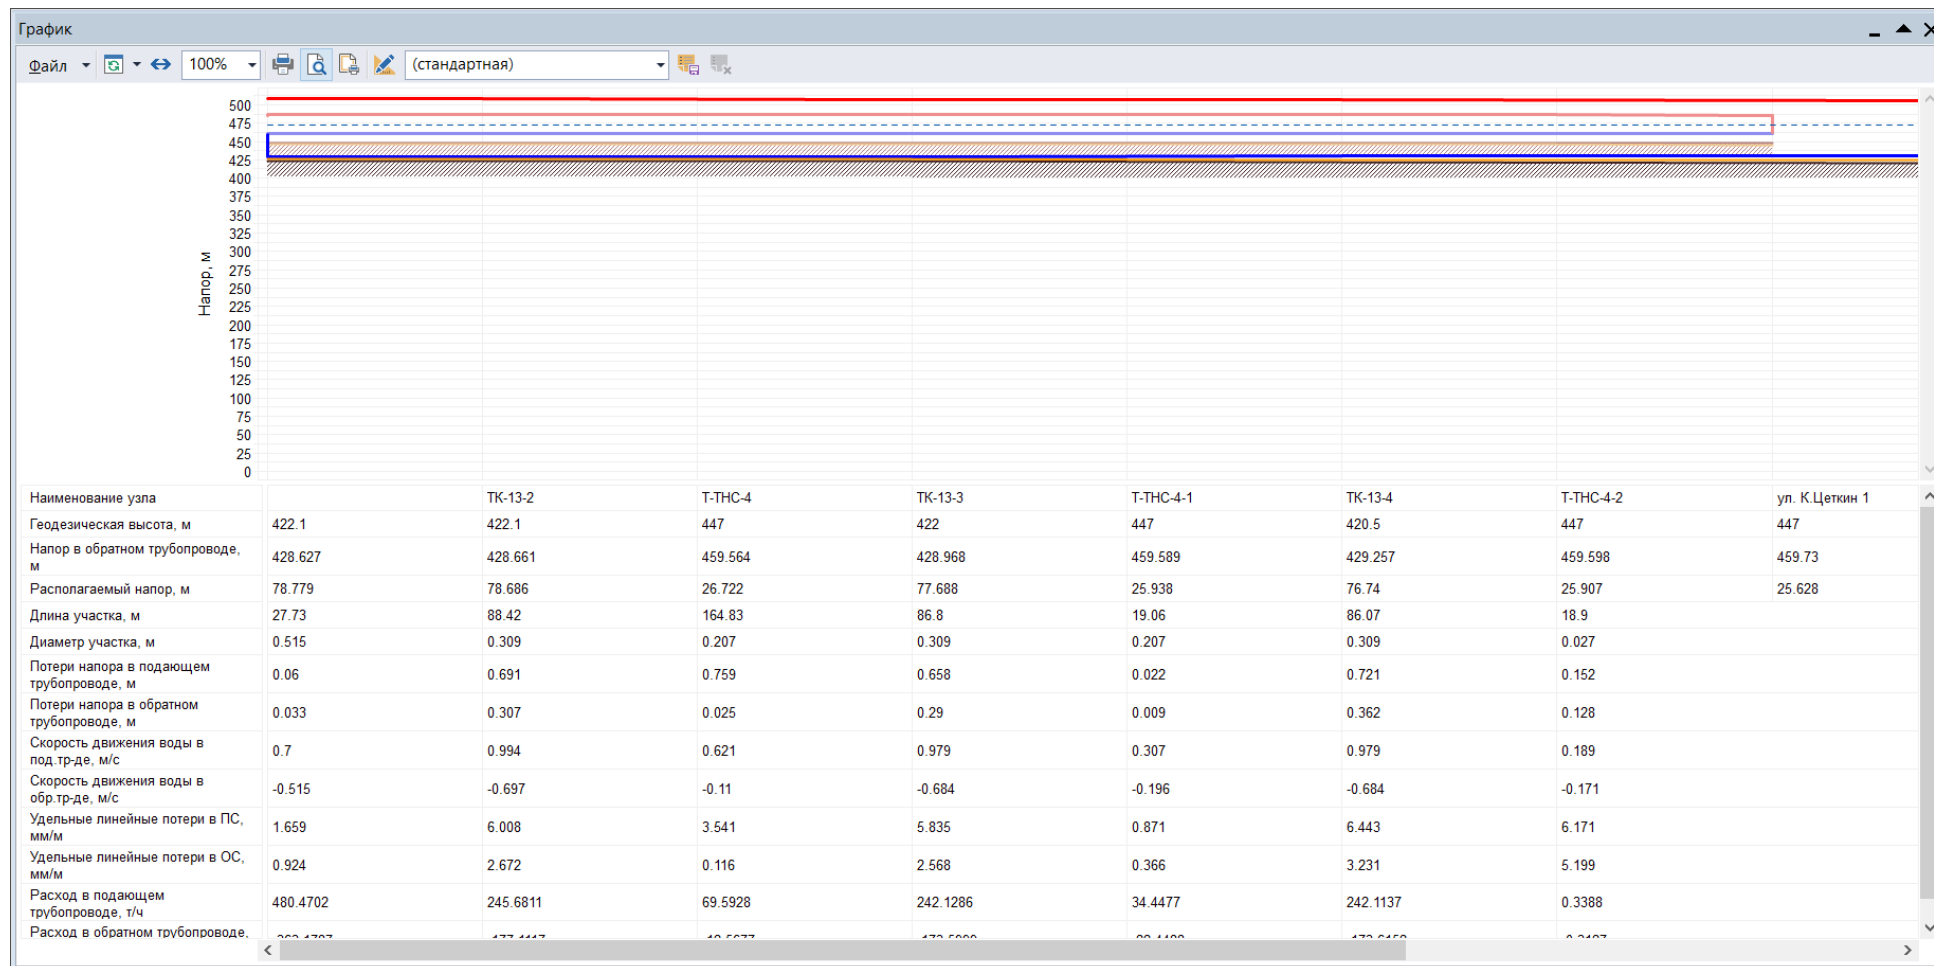 График
Файл 100% (стандартная)
500
475
450
425
400
375
350
325
300
275
250
225
200
175
150
125
100
75
50
25
0
Напор, м
Наименование узла ТК-13-2 Т-ТНС-4 ТК-13-3 Т-ТНС-4-1 ТК-13-4 Т-ТНС-4-2 ул. К.Цеткин 1
Геодезическая высота, м 422.1 422.1 447 422 447 420.5 447 447
Напор в обратном трубопроводе,
м 428.627 428.661 459.564 428.968 459.589 429.257 459.598 459.73
Располагаемый напор, м 78.779 78.686 26.722 77.688 25.938 76.74 25.907 25.628
Длина участка, м 27.73 88.42 164.83 86.8 19.06 86.07 18.9
Диаметр участка, м 0.515 0.309 0.207 0.309 0.207 0.309 0.027
Потери напора в подающем
трубопроводе, м 0.06 0.691 0.759 0.658 0.022 0.721 0.152
Потери напора в обратном
трубопроводе, м 0.033 0.307 0.025 0.29 0.009 0.362 0.128
Скорость движения воды в
под.тр-де, м/с 0.7 0.994 0.621 0.979 0.307 0.979 0.189
Скорость движения воды в
обр.тр-де, м/с -0.515 -0.697 -0.11 -0.684 -0.196 -0.684 -0.171
Удельные линейные потери в ПС,
мм/м 1.659 6.008 3.541 5.835 0.871 6.443 6.171
Удельные линейные потери в ОС,
мм/м 0.924 2.672 0.116 2.568 0.366 3.231 5.199
Расход в подающем
трубопроводе, т/ч 480.4702 245.6811 69.5928 242.1286 34.4477 242.1137 0.3388
Расход в обратном трубопроводе,